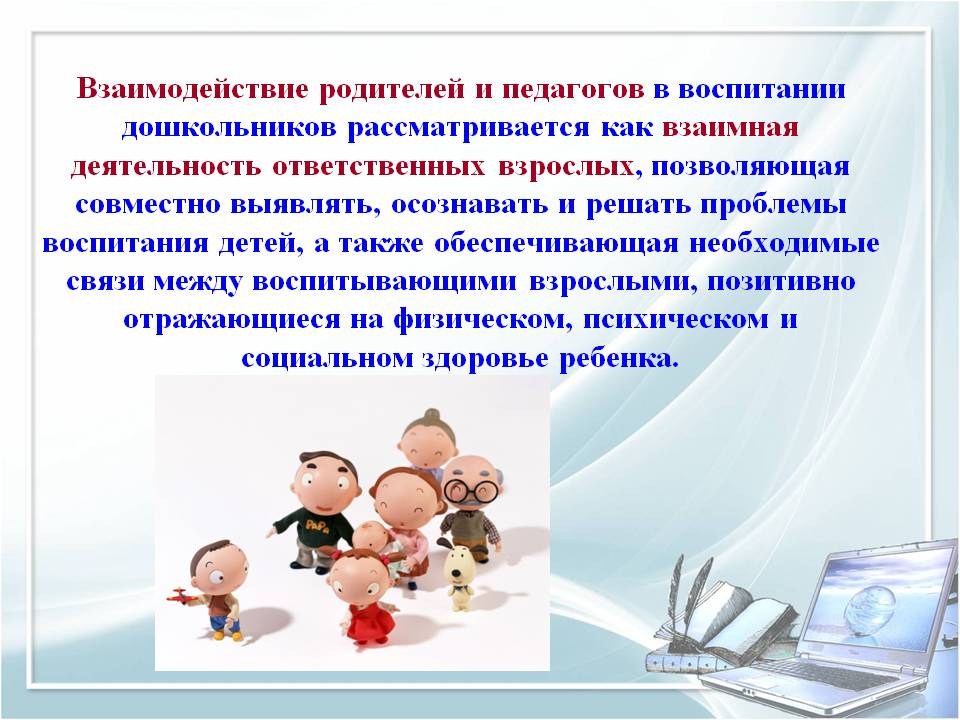 Взаимодействие родителей и педагогов в воспитании
дошкольников рассматривается как взаимная
деятельность ответственных взрослых, позволяющая
совместно выявлять, осознавать и решать проблемы
воспитания детей, а также обеспечивающая необходимые
связи между воспитывающими взрослыми, позитивно
отражающиеся на физическом, психическом и
социальном здоровье ребенка.
PAPA